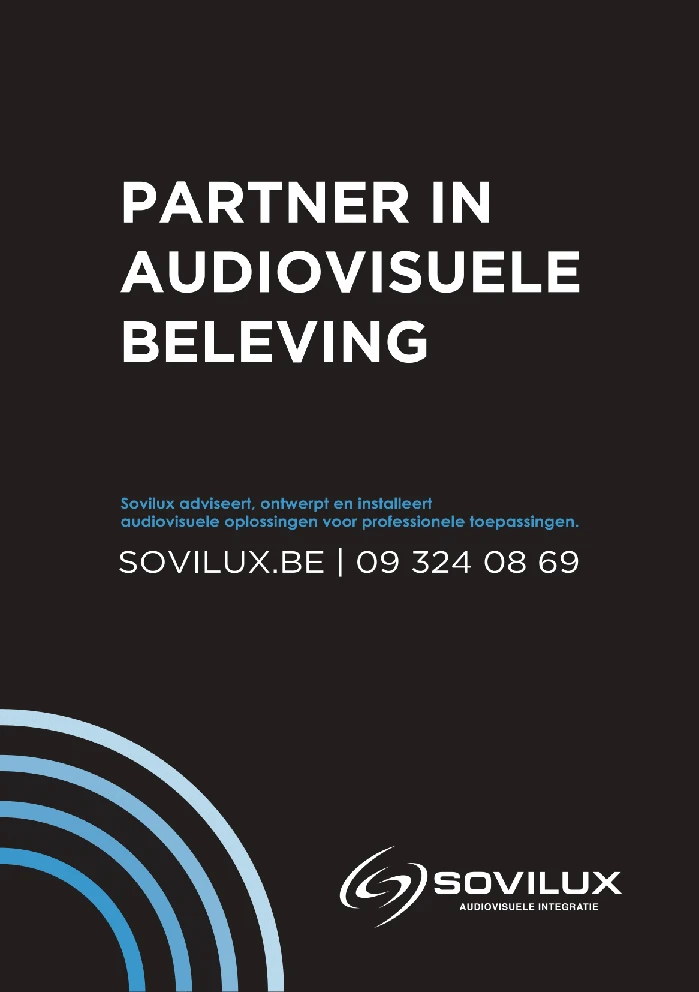 PARTNER IN
AUDIOVISUELE
BELEVING
Sovilux adviseert, ontwerpt en installeert
audiovisuele oplossingen voor professionele toepassingen.
SOVILUX.BE | 09 324 08 69
SOVILUX
AUDIOVISUELE INTEGRATIE